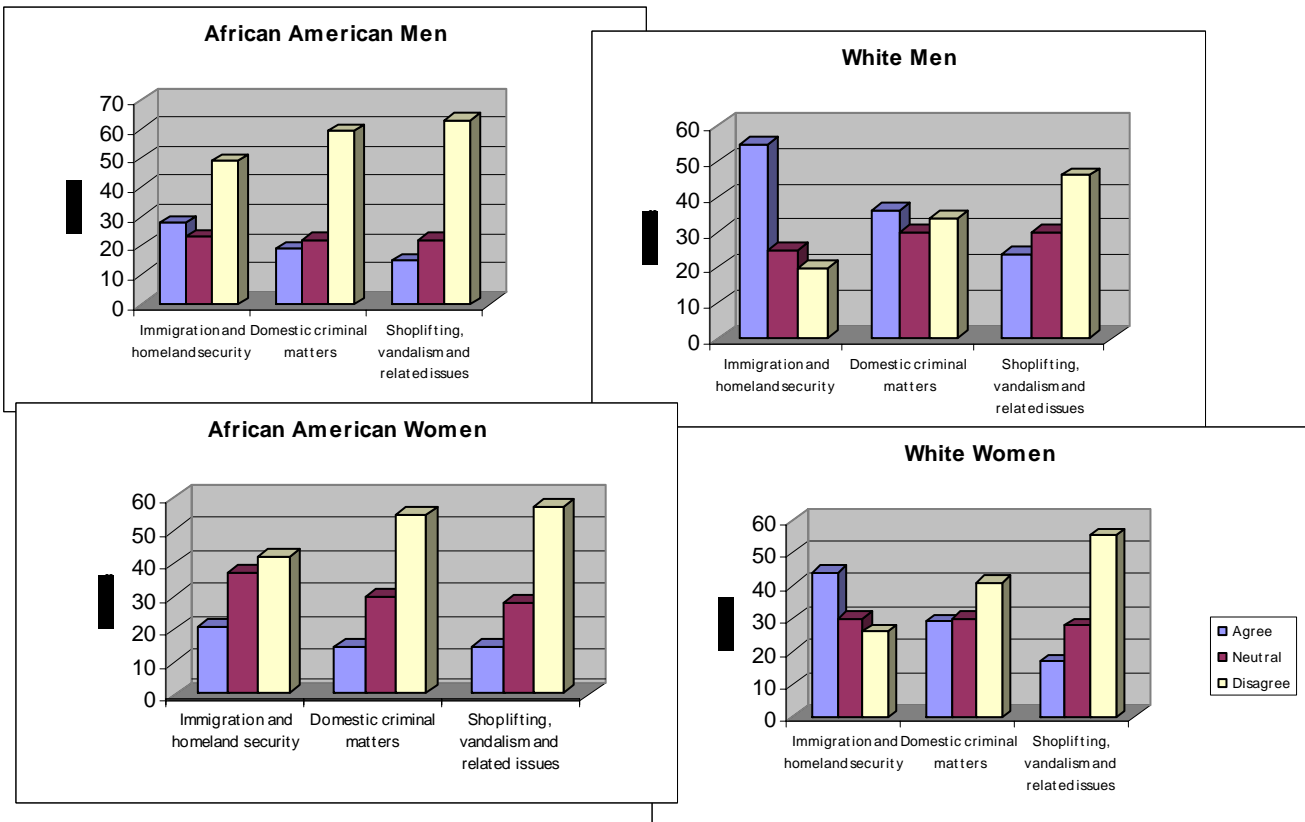 African American Men
70
60
50
40
30
20
10
0
Immigration and
homeland security
Domestic criminal
matters
Shoplifting,
vandalism and
related issues
White Men
60
50
40
30
20
10
0
Immigration and
homeland security
Domestic criminal
matters
Shoplifting,
vandalism and
related issues
African American Women
60
50
40
30
20
10
0
Immigration and
homeland security
Domestic criminal
matters
Shoplifting,
vandalism and
related issues
White Women
60
50
40
30
20
10
0
Immigration and
homeland security
Domestic criminal
matters
Shoplifting,
vandalism and
related issues
Agree
Neutral
Disagree